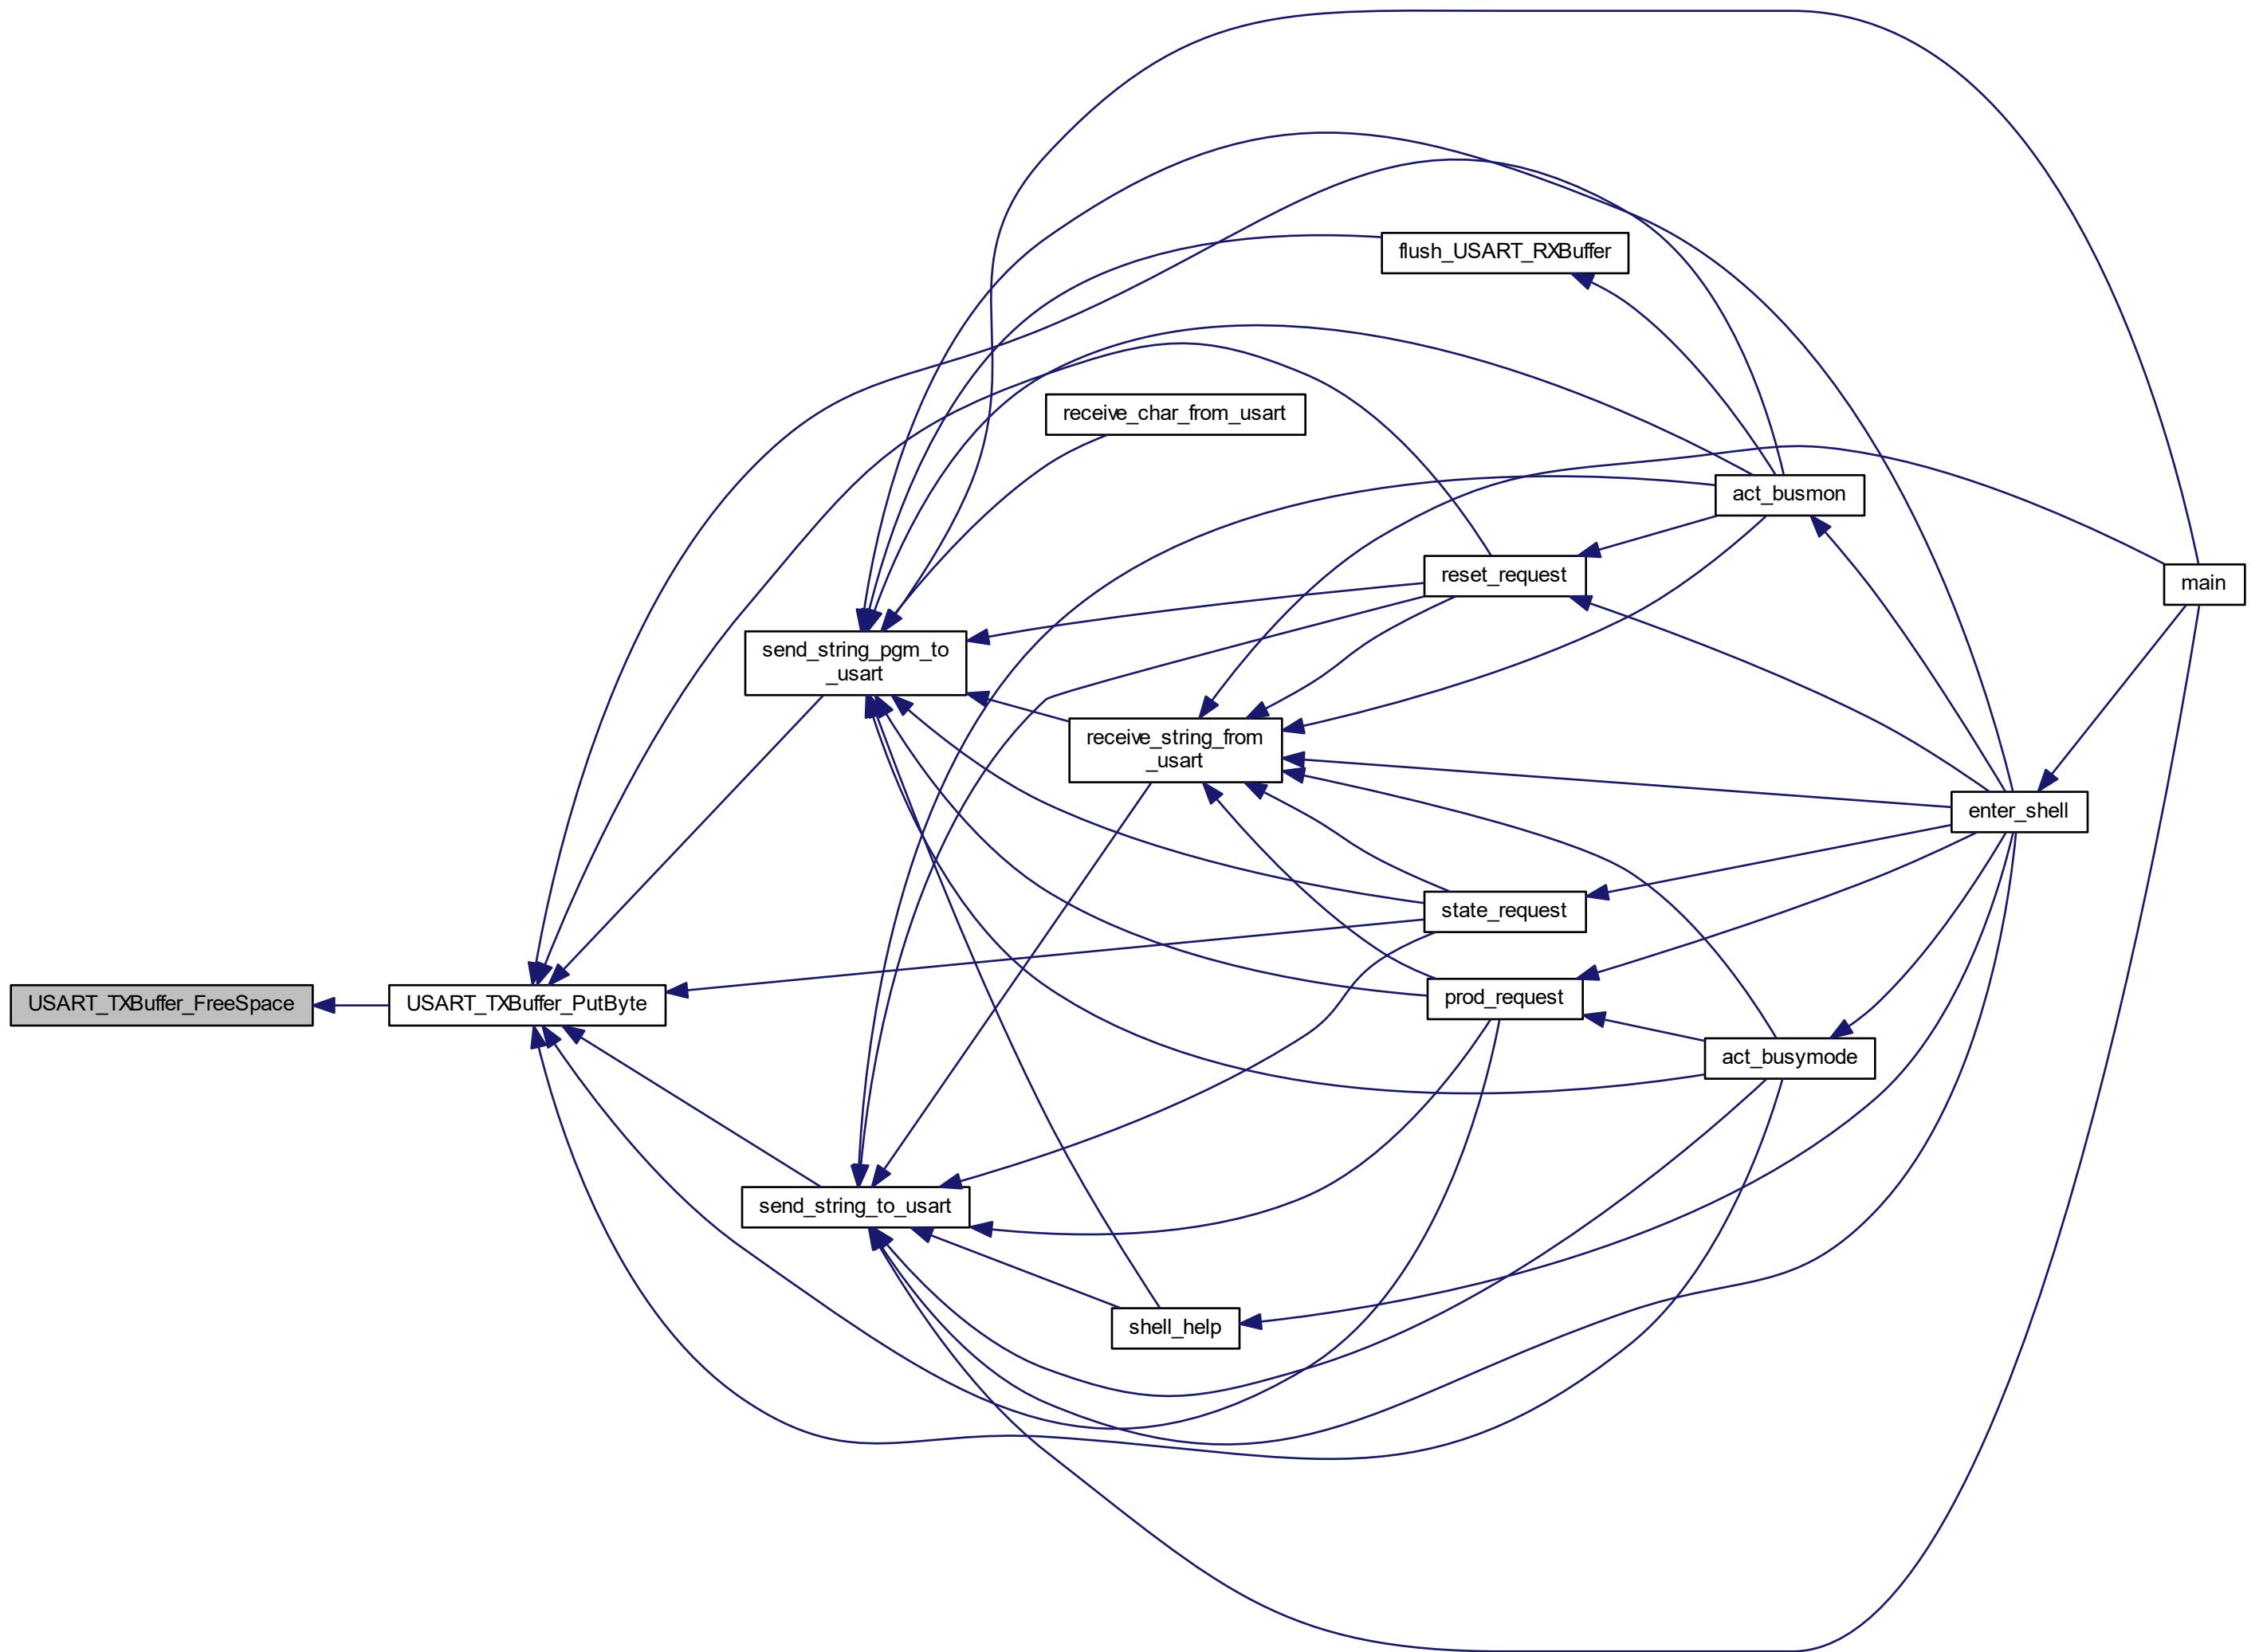 flush_USART_RXBuffer
receive_char_from_usart
act_busmon
reset_request
main
send_string_pgm_to
_usart
receive_string_from
_usart
enter_shell
state_request
USART_TXBuffer_FreeSpace
USART_TXBuffer_PutByte
prod_request
act_busymode
send_string_to_usart
shell_help